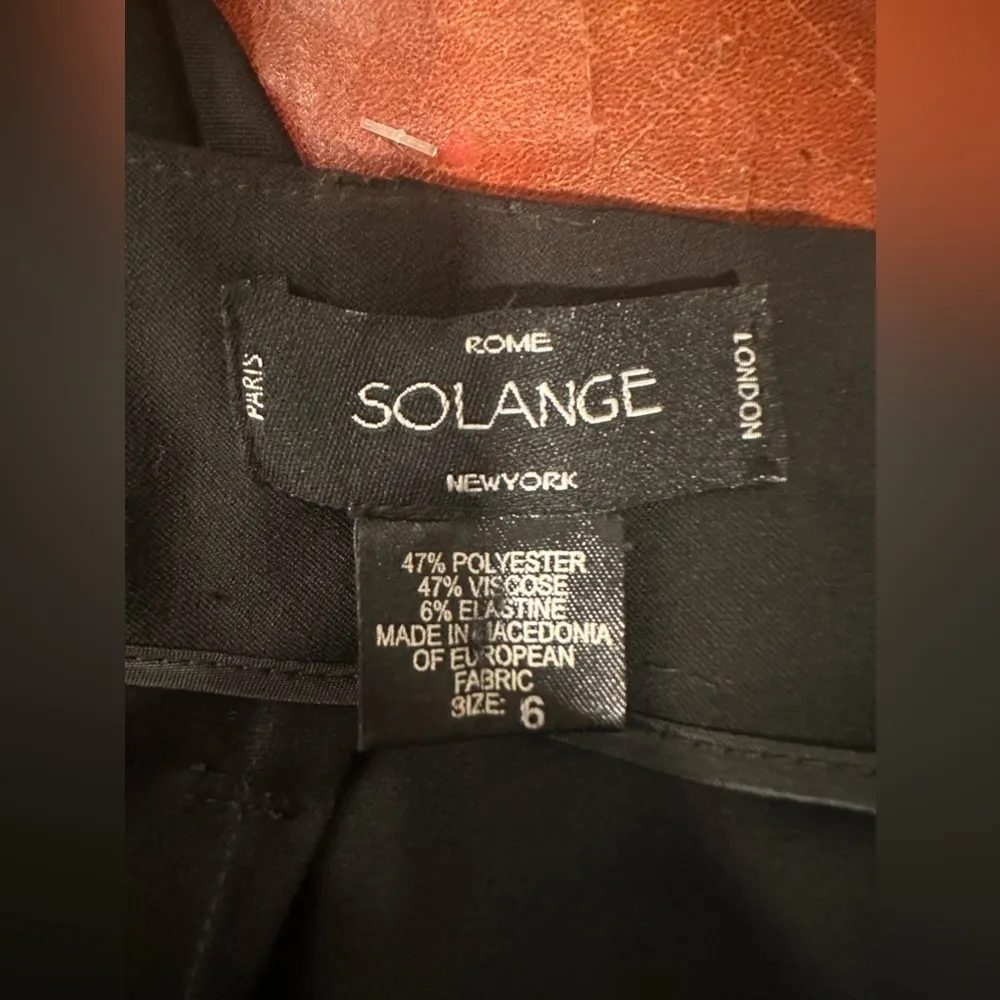 ROME
PARIS
SOLANGE
LONDON
NEWYORK
47% POLYESTER
47% VISCOSE
6% ELASTINE
MADE IN MACEDONIA
OF EUROPEAN
FABRIC
SIZE: 6